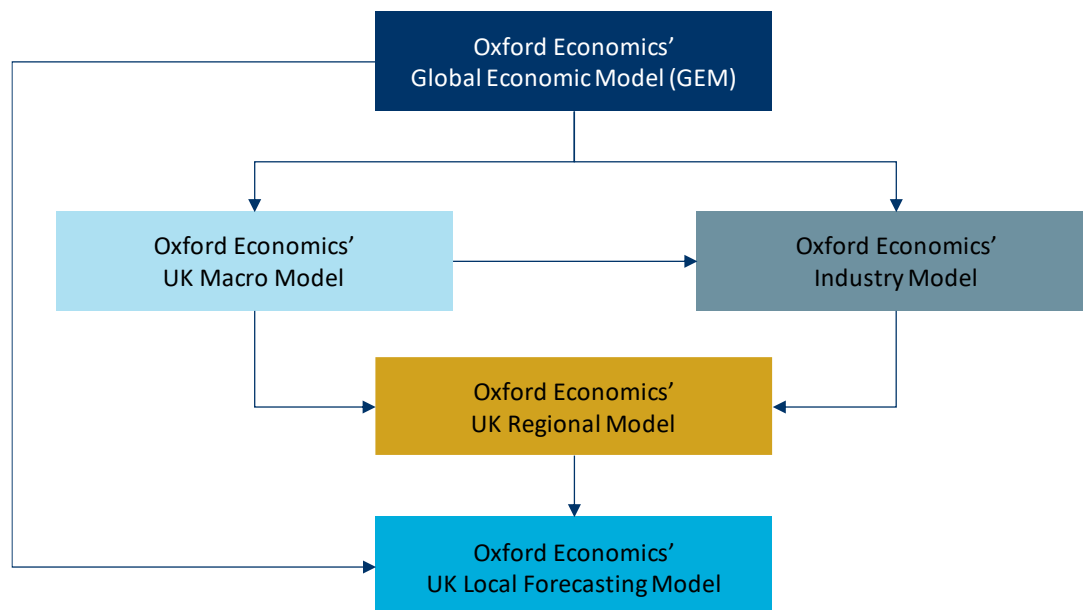 Oxford Economics’
Global Economic Model (GEM)
Oxford Economics’
UK Macro Model
Oxford Economics’
Industry Model
Oxford Economics’
UK Regional Model
Oxford Economics’
UK Local Forecasting Model